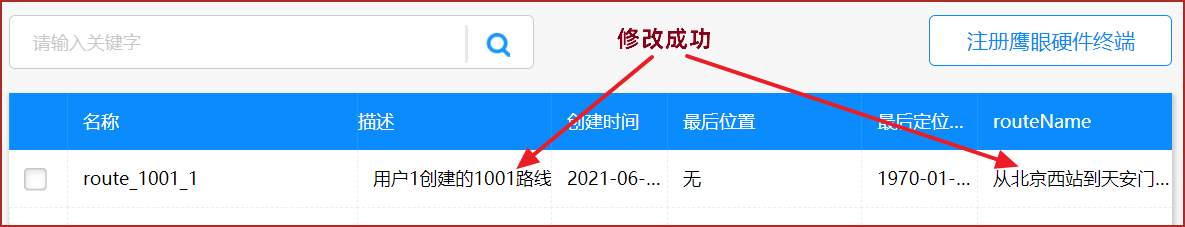 请输入关键字
修改成功
注册鹰眼硬件终端
名称 描述 创建时间 最后位置 最后定位... routeName
route_1001_1 用户1创建的1001路线 2021-06-... 无 1970-01-... 从北京西站到天安门...